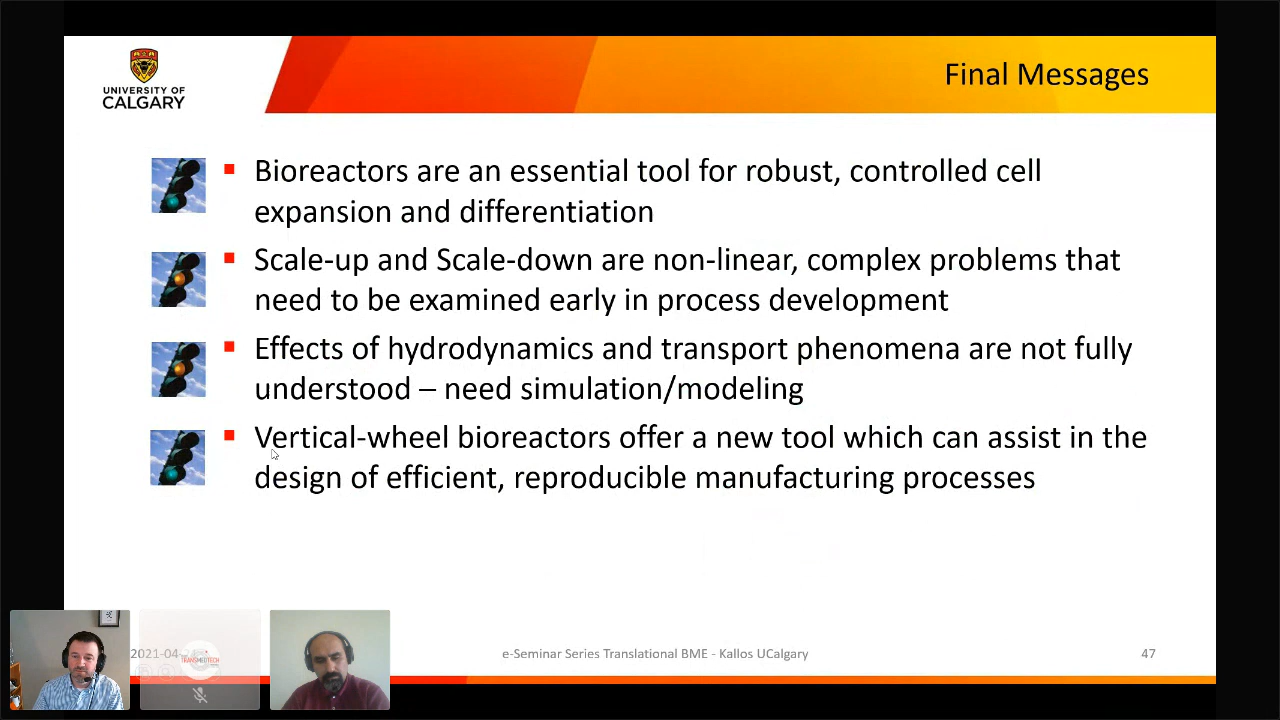 UNIVERSITY OF
CALGARY
Final Messages
Bioreactors are an essential tool for robust, controlled cell
expansion and differentiation
Scale-up and Scale-down are non-linear, complex problems that
need to be examined early in process development
Effects of hydrodynamics and transport phenomena are not fully
understood – need simulation/modeling
Vertical-wheel bioreactors offer a new tool which can assist in the
design of efficient, reproducible manufacturing processes
2021-04
TRANSMEDTECH
e-Seminar Series Translational BME - Kallos UCalgary
47